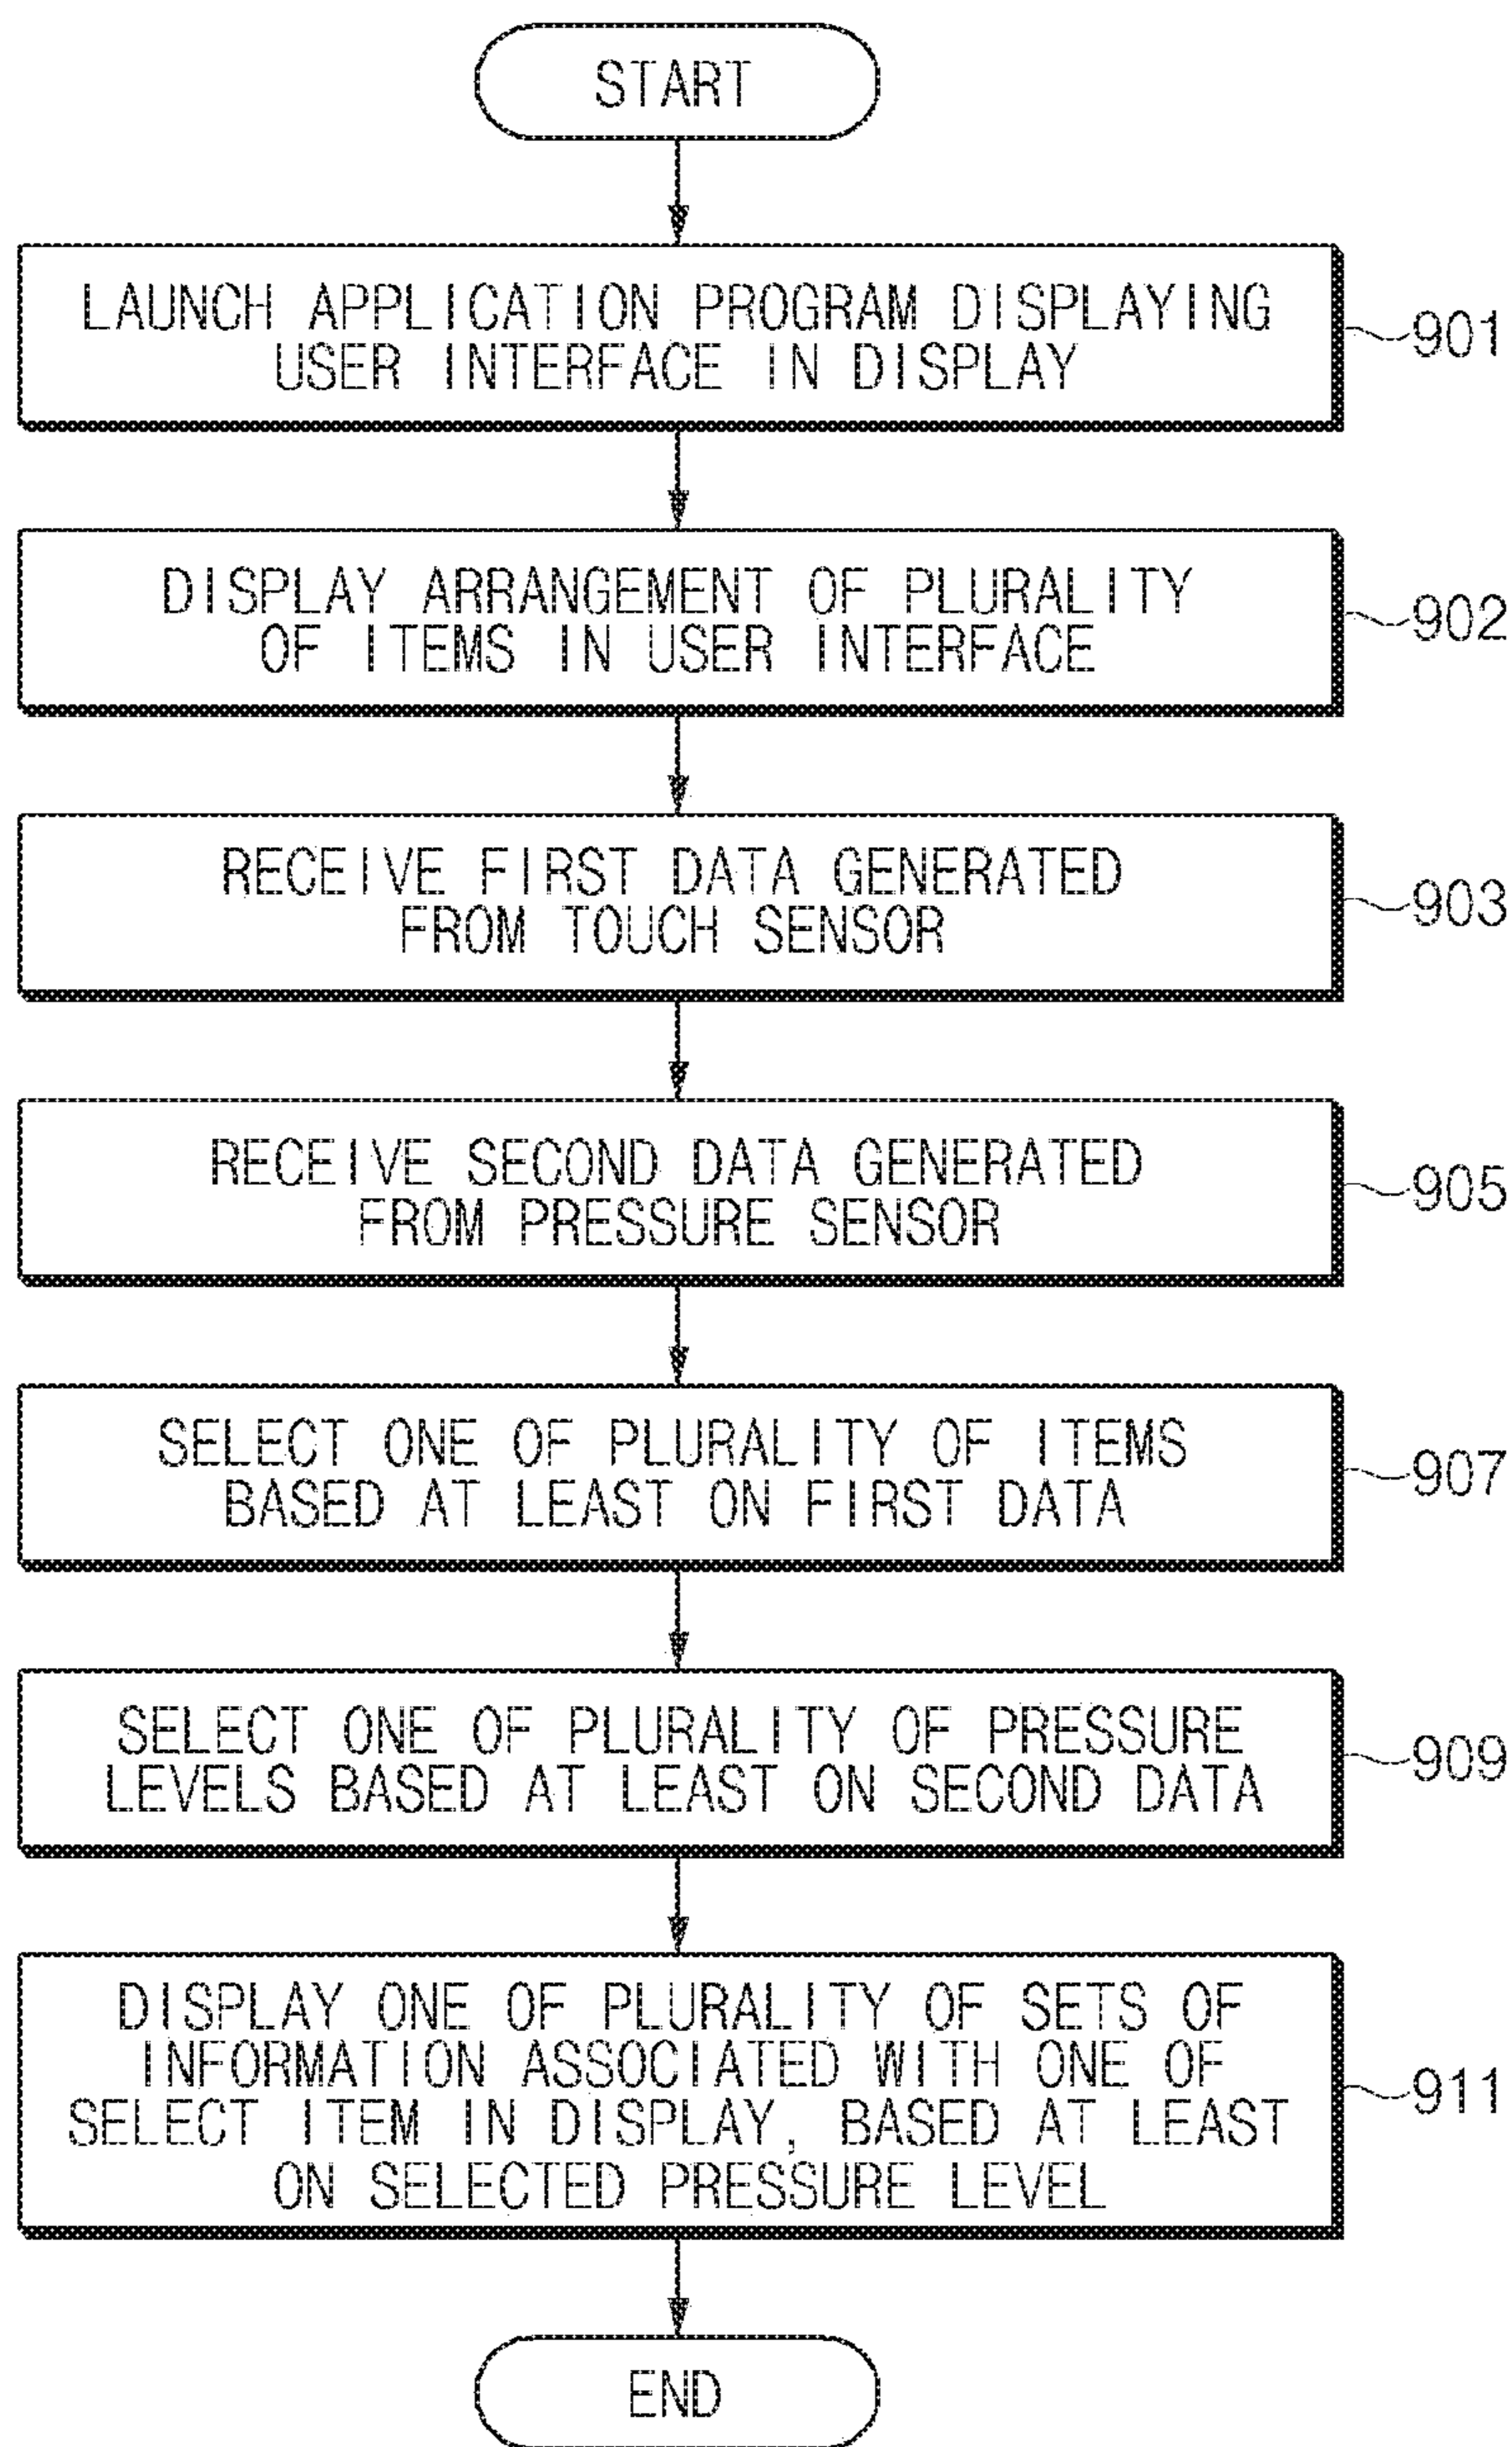 START
LAUNCH APPLICATION PROGRAM DISPLAYING
USER INTERFACE IN DISPLAY
901
DISPLAY ARRANGEMENT OF PLURALITY
OF ITEMS IN USER INTERFACE
902
RECEIVE FIRST DATA GENERATED
FROM TOUCH SENSOR
903
RECEIVE SECOND DATA GENERATED
FROM PRESSURE SENSOR
905
SELECT ONE OF PLURALITY OF ITEMS
BASED AT LEAST ON FIRST DATA
907
SELECT ONE OF PLURALITY OF PRESSURE
LEVELS BASED AT LEAST ON SECOND DATA
909
DISPLAY ONE OF PLURALITY OF SETS OF
INFORMATION ASSOCIATED WITH ONE OF
SELECT ITEM IN DISPLAY, BASED AT LEAST
ON SELECTED PRESSURE LEVEL
911
END